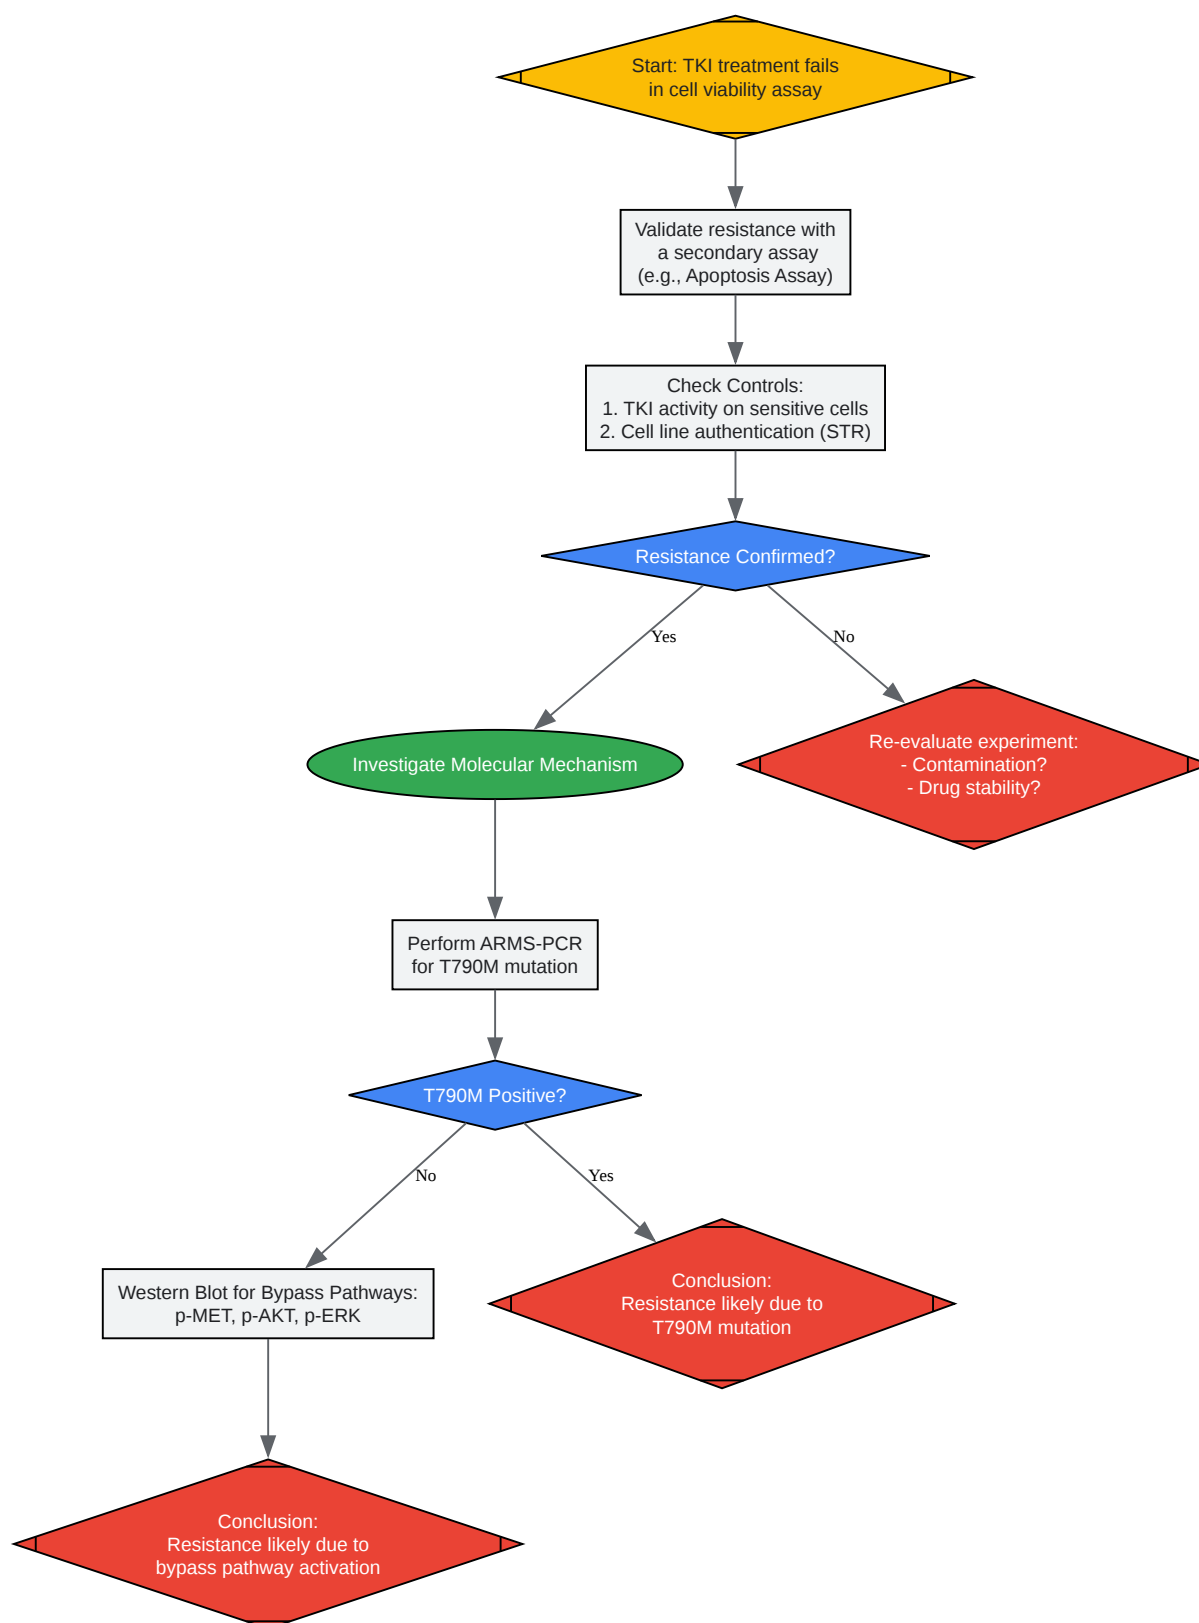 Start: TKI treatment fails
in cell viability assay
Validate resistance with
a secondary assay
(e.g., Apoptosis Assay)
Check Controls:
1. TKI activity on sensitive cells
2. Cell line authentication (STR)
Resistance Confirmed?
Yes
No
Investigate Molecular Mechanism
Re-evaluate experiment:
- Contamination?
- Drug stability?
Perform ARMS-PCR
for T790M mutation
T790M Positive?
No
Yes
Western Blot for Bypass Pathways:
p-MET, p-AKT, p-ERK
Conclusion:
Resistance likely due to
T790M mutation
Conclusion:
Resistance likely due to
bypass pathway activation